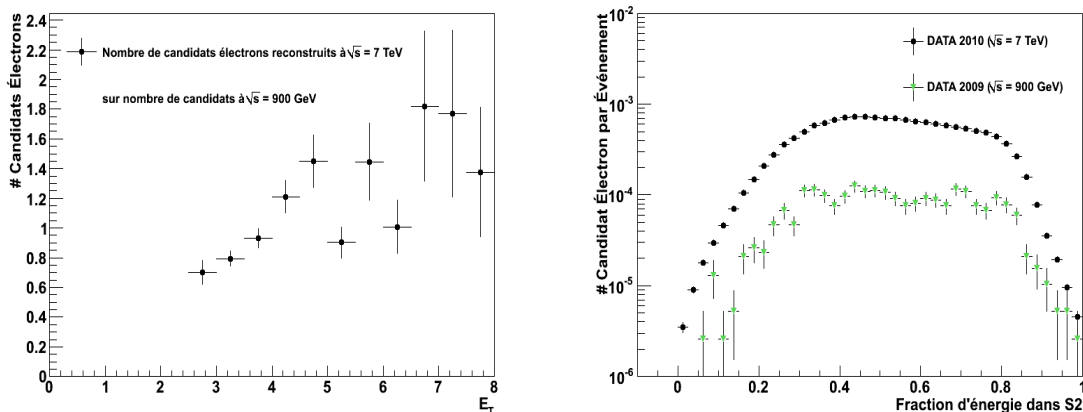 # Candidats Électrons
2.4
2.2
2
1.8
1.6
1.4
1.2
1
0.8
0.6
0.4
0.2
0
Nombre de candidats électrons reconstruits à √s = 7 TeV
sur nombre de candidats à √s = 900 GeV
0 1 2 3 4 5 6 7 8
E_T
# Candidat Électron par Événement
10^-2
10^-3
10^-4
10^-5
10^-6
DATA 2010 (√s = 7 TeV)
DATA 2009 (√s = 900 GeV)
0 0.2 0.4 0.6 0.8 1
Fraction d'énergie dans S2